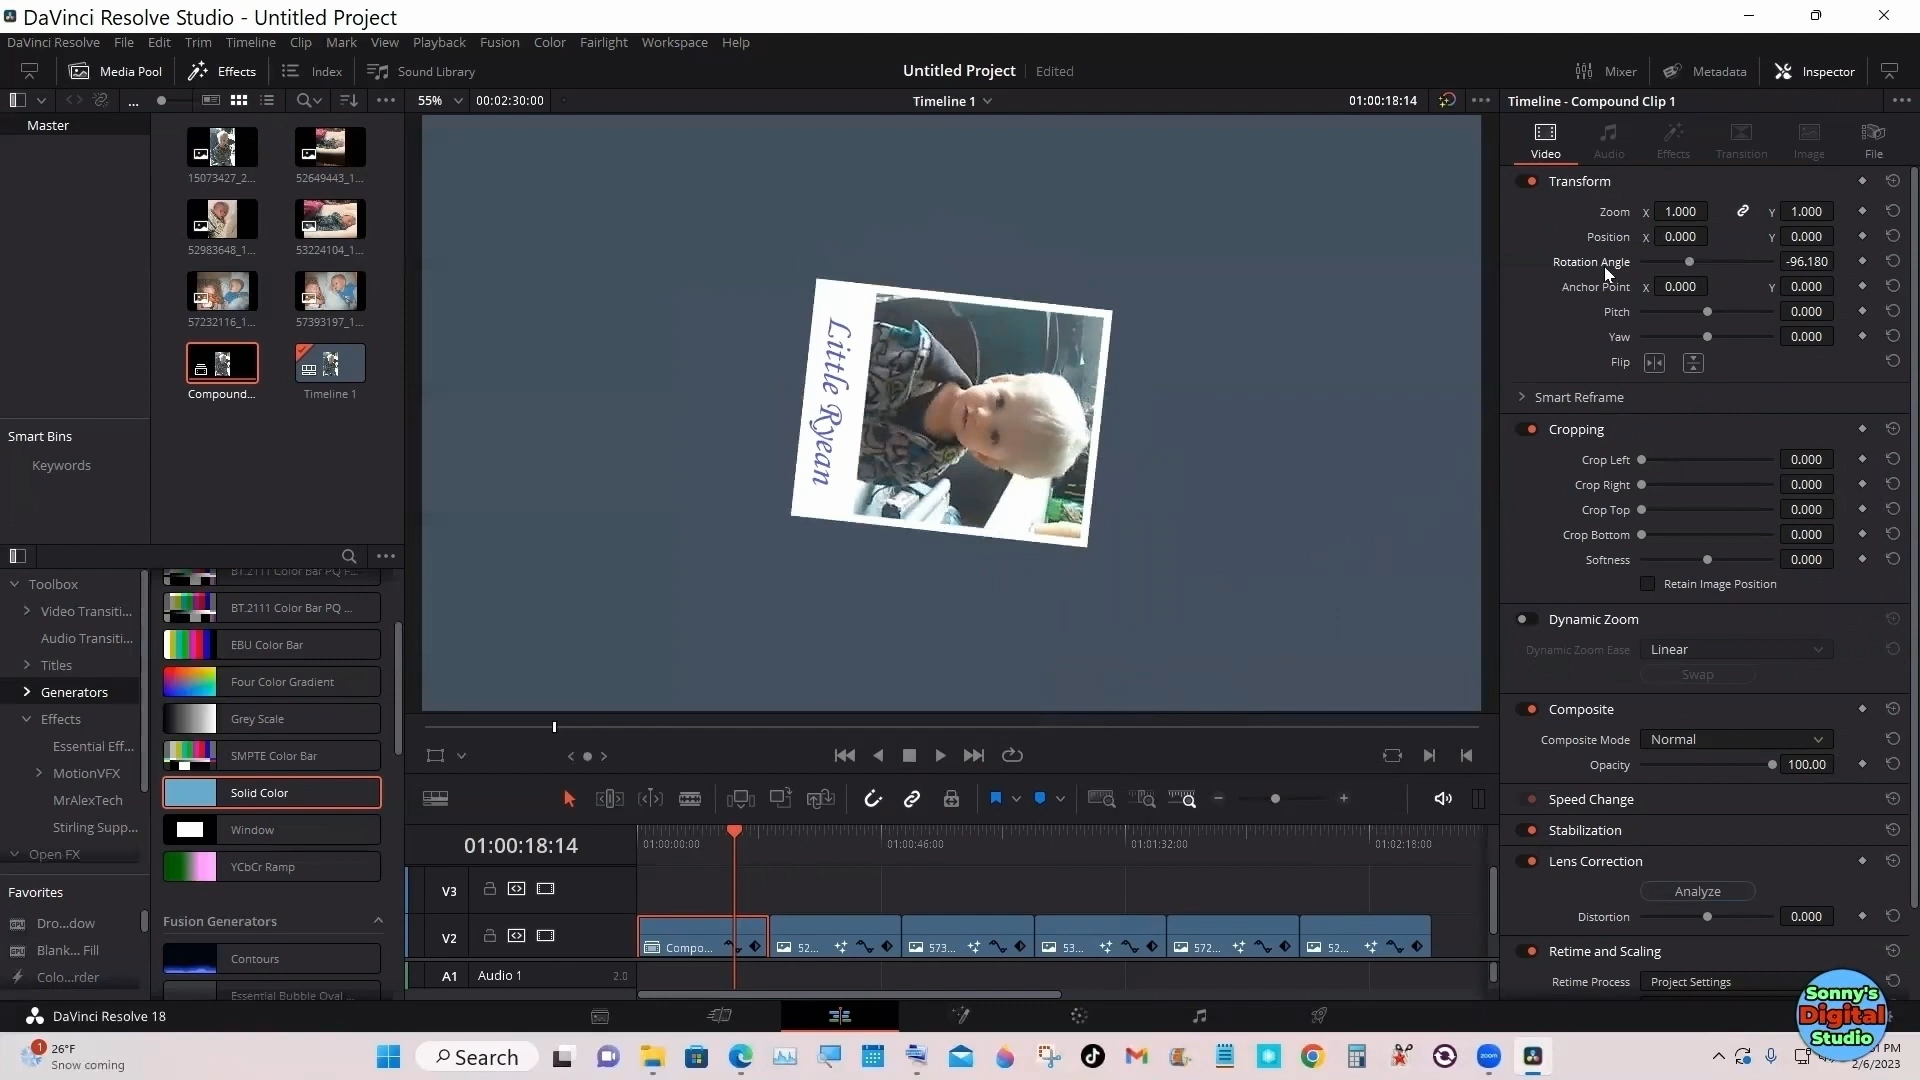 DaVinci Resolve Studio - Untitled Project
DaVinci Resolve File Edit Trim Timeline Clip Mark View Playback Fusion Color Fairlight Workspace Help
Media Pool Effects Index Sound Library Untitled Project Edited Mixer Metadata Inspector
... 55% 00:02:30:00 Timeline 1 01:00:18:14 Timeline - Compound Clip 1
Master
15073427_2... 52649443_1...
52983648_1... 53224104_1...
57232116_1... 57393197_1...
Compound... Timeline 1
Smart Bins
Keywords
Little Ryean
Video Audio Effects Transition Image File
Transform
Zoom X 1.000 Y 1.000
Position X 0.000 Y 0.000
Rotation Angle -96.180
Anchor Point X 0.000 Y 0.000
Pitch 0.000
Yaw 0.000
Flip
Smart Reframe
Cropping
Crop Left 0.000
Crop Right 0.000
Crop Top 0.000
Crop Bottom 0.000
Softness 0.000
Retain Image Position
Dynamic Zoom
Dynamic Zoom Ease Linear
Swap
Composite
Composite Mode Normal
Opacity 100.00
Speed Change
Stabilization
Lens Correction
Analyze
Distortion 0.000
Retime and Scaling
Retime Process Project Settings
Toolbox
Video Transiti...
Audio Transiti...
Titles
Generators
Effects
Essential Eff...
MotionVFX
MrAlexTech
Stirling Supp...
Open FX
Favorites
Dro...dow
Blank... Fill
Colo...rder
BT.2111 Color Bar PQ F...
BT.2111 Color Bar PQ ...
EBU Color Bar
Four Color Gradient
Grey Scale
SMPTE Color Bar
Solid Color
Window
YCbCr Ramp
Fusion Generators
Contours
Essential Bubble Oval ...
01:00:18:14 01:00:00:00 01:00:46:00 01:01:32:00 01:02:18:00
V3
V2 Compo... 52... 573... 53... 572... 52...
A1 Audio 1 2.0
DaVinci Resolve 18
Sonny's
Digital
Studio
1 26°F
Snow coming
Search
zoom
PM
2/6/2023